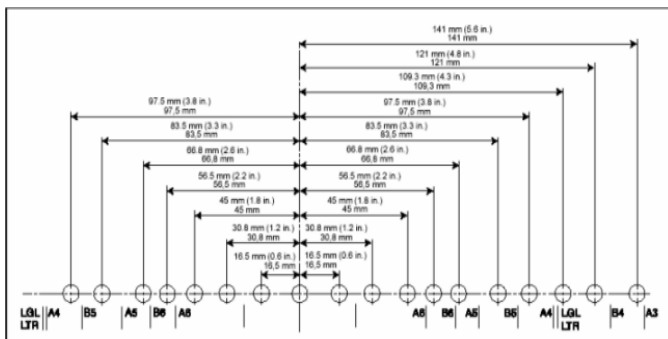 141 mm (5.6 in.)
141 mm
121 mm (4.8 in.)
121 mm
109.3 mm (4.3 in.)
109,3 mm
97.5 mm (3.8 in.)
97,5 mm
97.5 mm (3.8 in.)
97,5 mm
83.5 mm (3.3 in.)
83,5 mm
83.5 mm (3.3 in.)
83,5 mm
66.8 mm (2.6 in.)
66,8 mm
66.8 mm (2.6 in.)
66,8 mm
56.5 mm (2.2 in.)
56,5 mm
56.5 mm (2.2 in.)
56,5 mm
45 mm (1.8 in.)
45 mm
45 mm (1.8 in.)
45 mm
30.8 mm (1.2 in.)
30,8 mm
30.8 mm (1.2 in.)
30,8 mm
16.5 mm (0.6 in.)
16,5 mm
16.5 mm (0.6 in.)
16,5 mm
LGL A4 B5 A5 B6 A6 A6 B6 A5 B5 A4 LGL B4 A3
LTR LTR